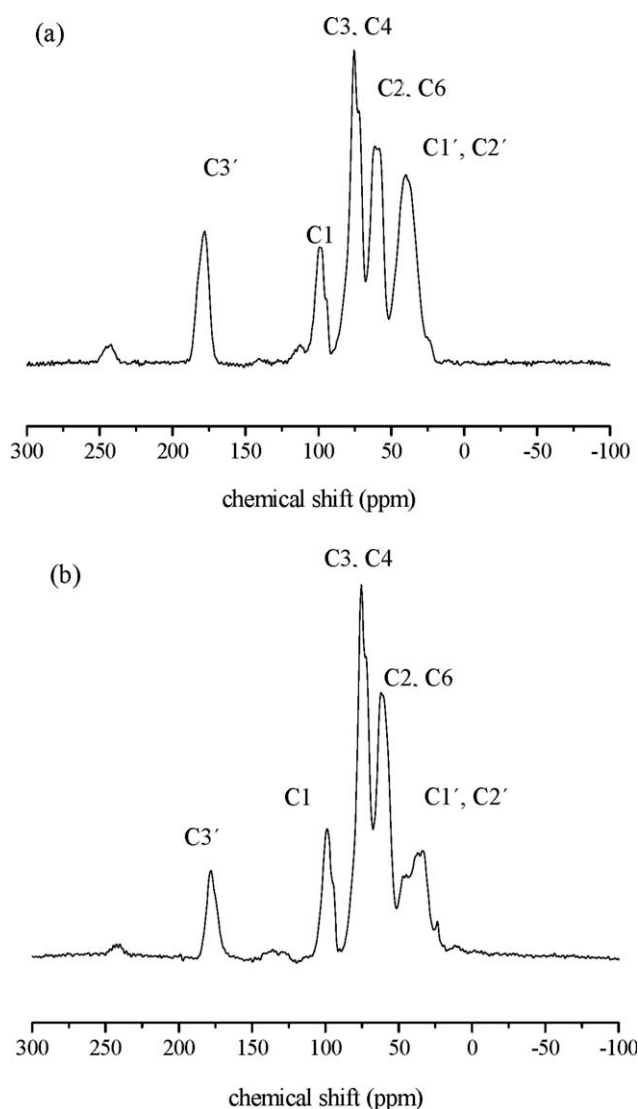 (a)
C3, C4
C2, C6
C1´, C2´
C3´
C1
300 250 200 150 100 50 0 -50 -100
chemical shift (ppm)
(b)
C3, C4
C2, C6
C1
C1´, C2´
C3´
300 250 200 150 100 50 0 -50 -100
chemical shift (ppm)